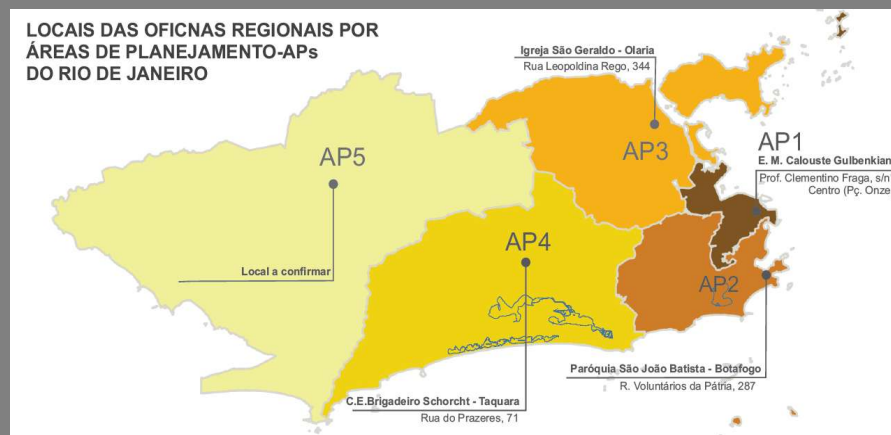 LOCAIS DAS OFICNAS REGIONAIS POR
ÁREAS DE PLANEJAMENTO-APs
DO RIO DE JANEIRO
Igreja São Geraldo - Olaria
Rua Leopoldina Rego, 344
AP1
E. M. Calouste Gulbenkian
Prof. Clementino Fraga, s/n
Centro (Pç. Onze
AP3
AP5
AP4
Local a confirmar
AP2
Paróquia São João Batista - Botafogo
R. Voluntários da Pátria, 287
C.E.Brigadeiro Schorcht - Taquara
Rua do Prazeres, 71